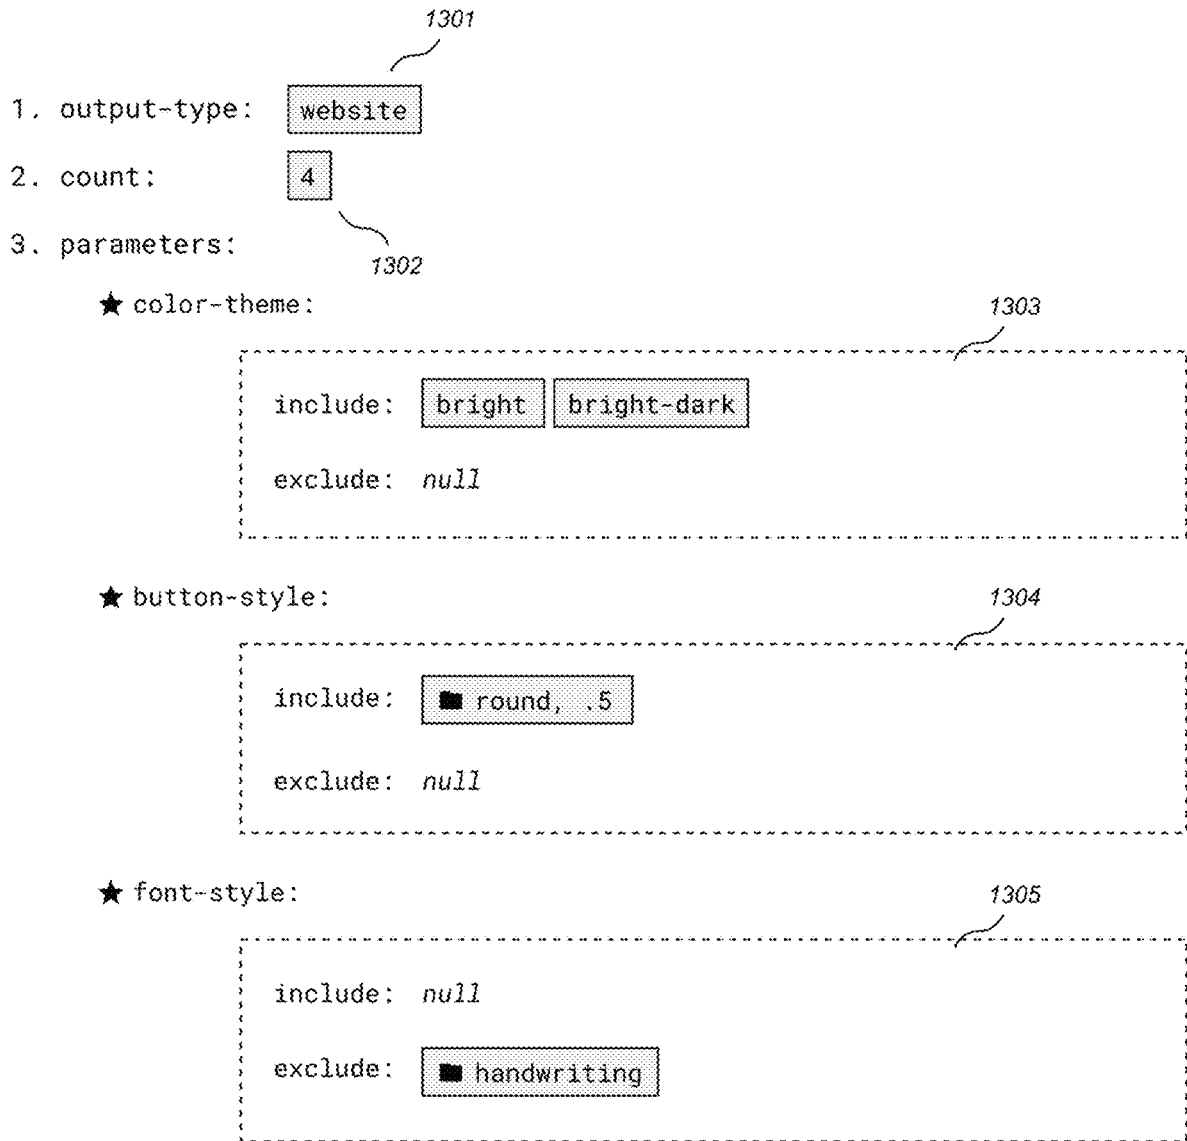 1301
1. output-type: website
2. count: 4
3. parameters:
1302
★ color-theme:
1303
include: bright bright-dark
exclude: null
★ button-style:
1304
include: round, .5
exclude: null
★ font-style:
1305
include: null
exclude: handwriting